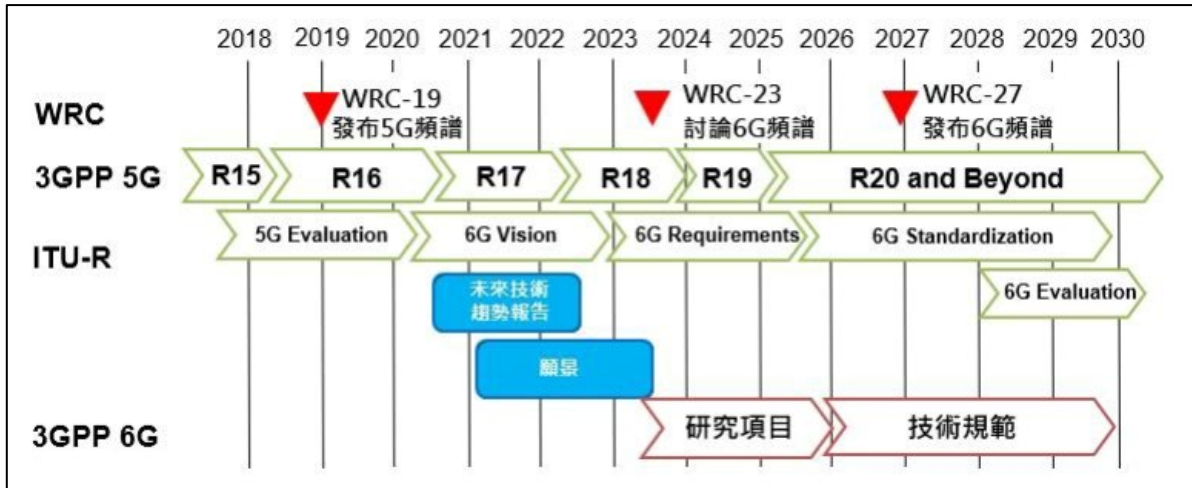 2018 2019 2020 2021 2022 2023 2024 2025 2026 2027 2028 2029 2030
WRC
WRC-19
發布5G頻譜
WRC-23
討論6G頻譜
WRC-27
發布6G頻譜
3GPP 5G
R15 R16 R17 R18 R19 R20 and Beyond
ITU-R
5G Evaluation 6G Vision 6G Requirements 6G Standardization
6G Evaluation
未來技術
趨勢報告
願景
3GPP 6G
研究項目 技術規範